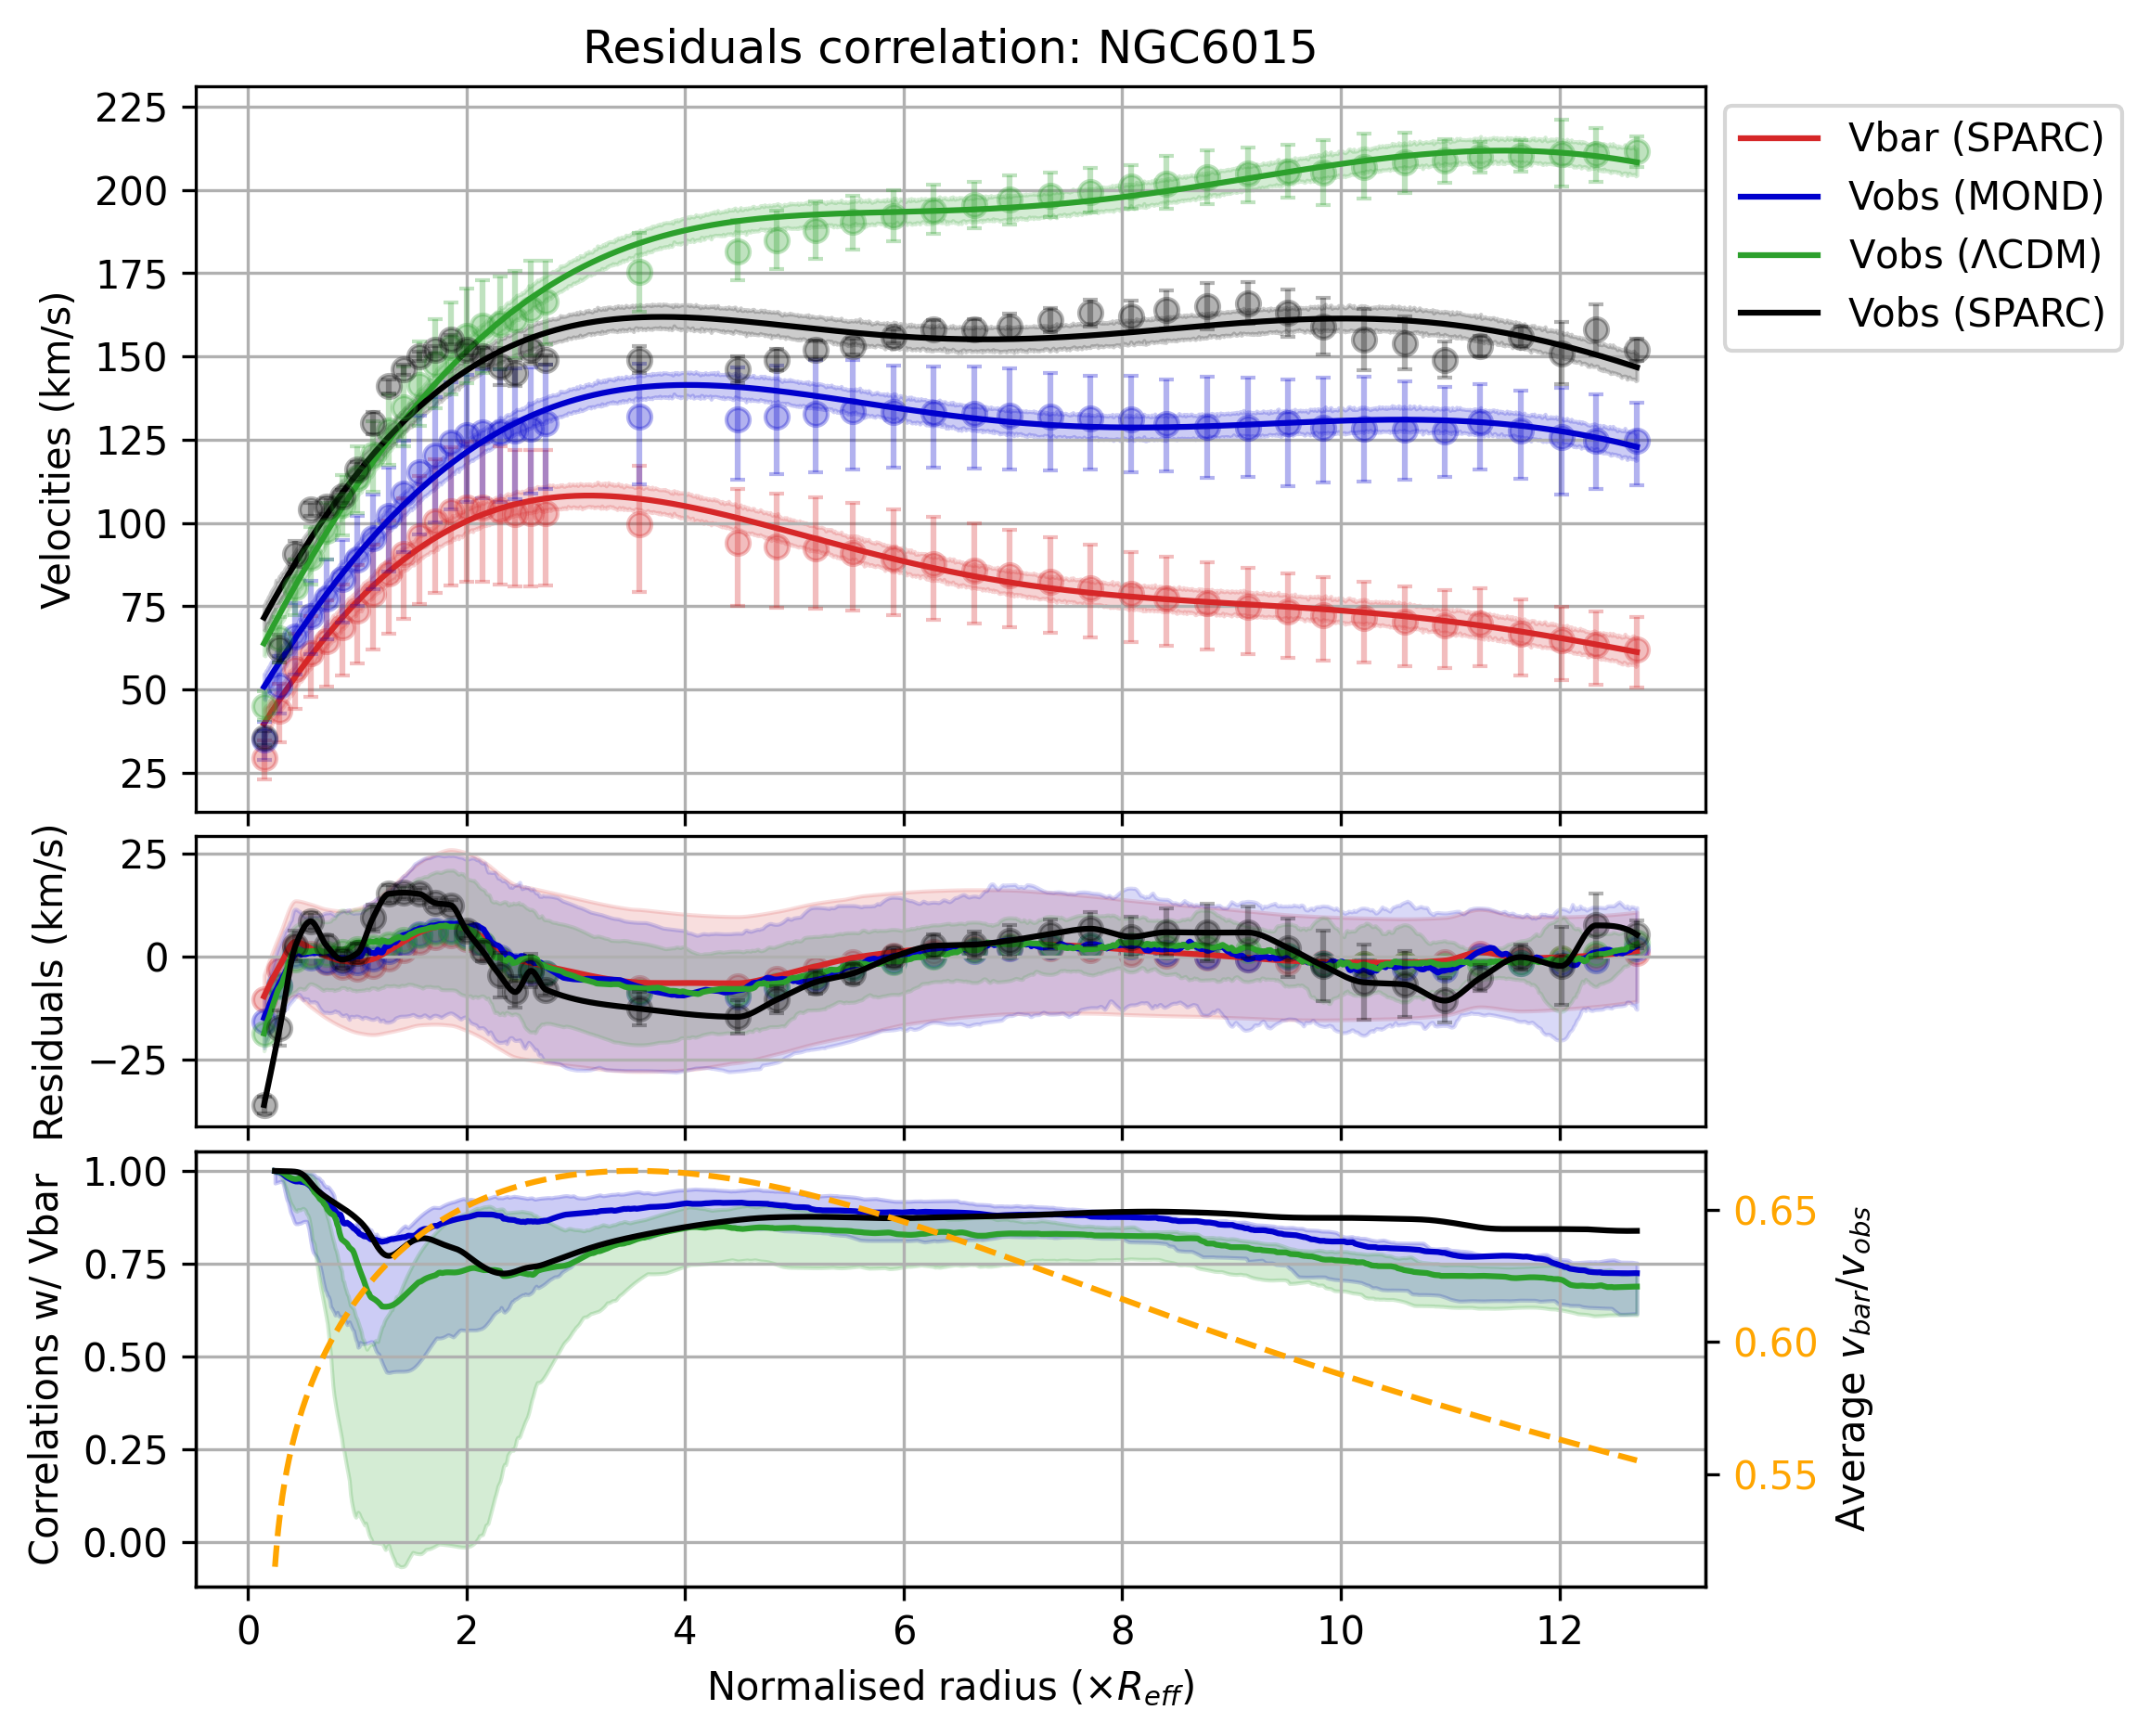 Residuals correlation: NGC6015
225
200
175
150
125
100
75
50
25
Velocities (km/s)
Vbar (SPARC)
Vobs (MOND)
Vobs (ΛCDM)
Vobs (SPARC)
25
0
−25
Residuals (km/s)
1.00
0.75
0.50
0.25
0.00
Correlations w/ Vbar
0.65
0.60
0.55
Average v_bar/v_obs
0 2 4 6 8 10 12
Normalised radius (×R_eff)